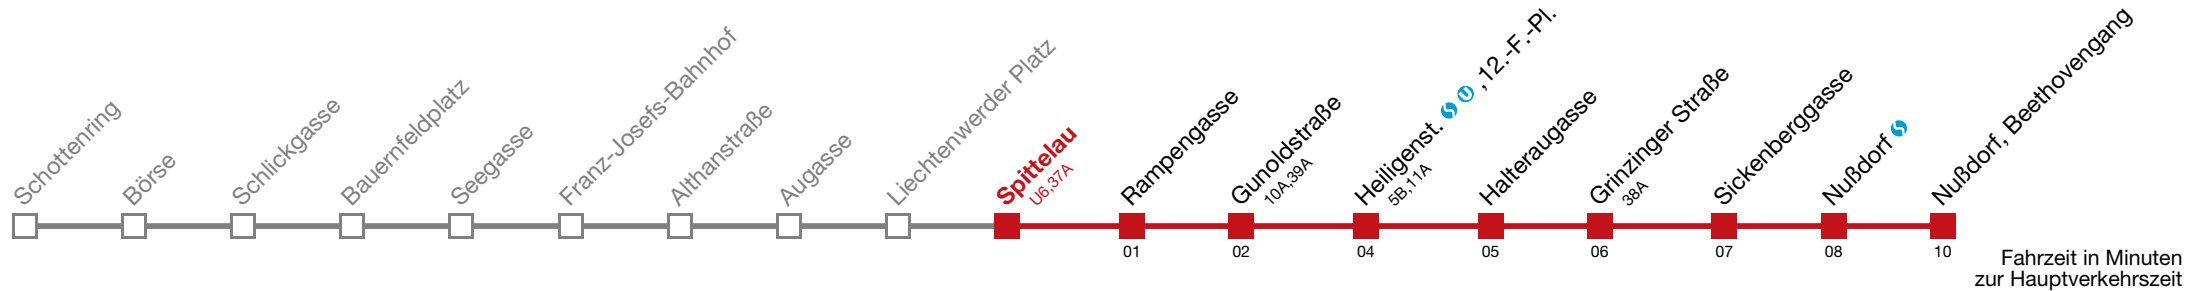 Schottenring
Börse
Schlickgasse
Bauernfeldplatz
Seegasse
Franz-Josefs-Bahnhof
Althanstraße
Augasse
Liechtenwerder Platz
Spittelau
U6,37A
Rampengasse
01
Gunoldstraße
10A,39A
02
Heiligenst. S U , 12.-F.-Pl.
5B,11A
04
Halteraugasse
05
Grinzinger Straße
38A
06
Sickenberggasse
07
Nußdorf S
08
Nußdorf, Beethovengang
10
Fahrzeit in Minuten
zur Hauptverkehrszeit